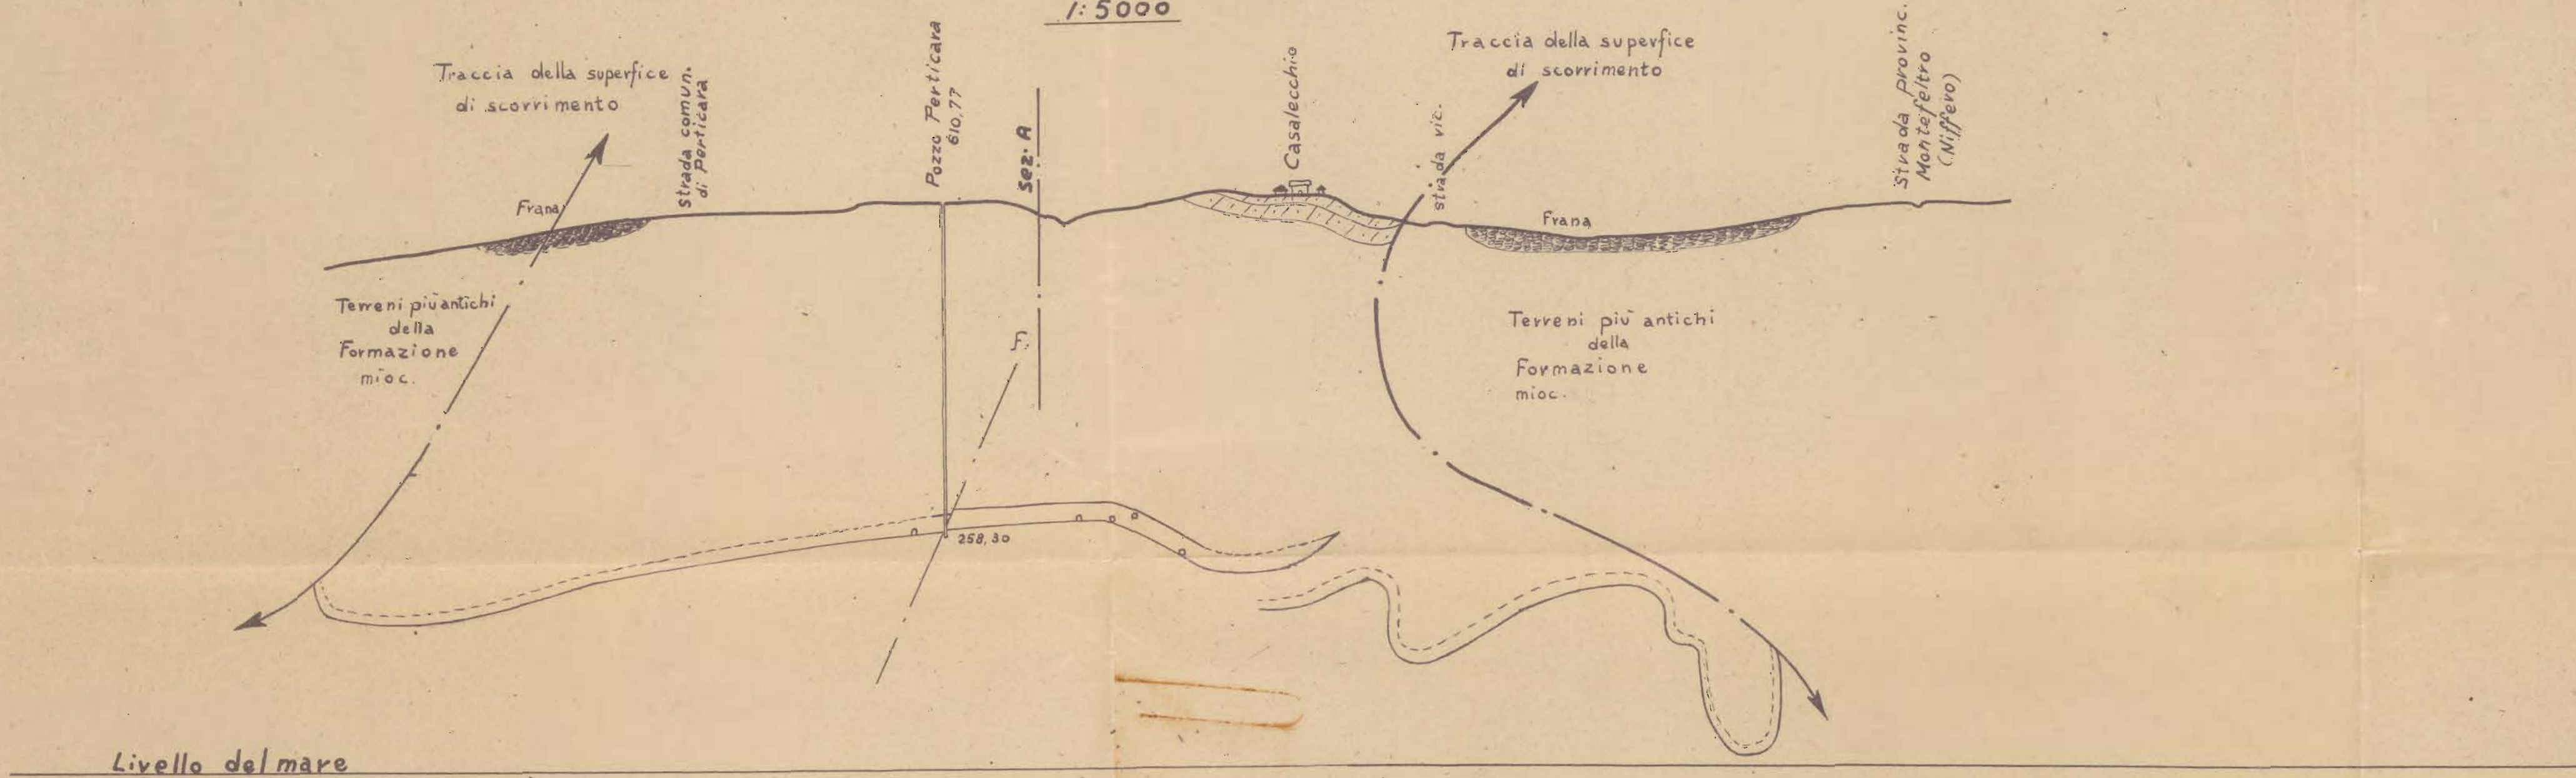 1:5000
Traccia della superfice
di scorrimento
Strada comun.
di Perticara
Pozzo Perticara
610,77
Sez. A
Casalecchio
Traccia della superfice
di scorrimento
strada vic.
Strada provinc.
Montefeltro
(Niffero)
Frana
Frana
Terreni più antichi
della
Formazione
mioc.
F.
Terreni più antichi
della
Formazione
mioc.
258,30
Livello del mare